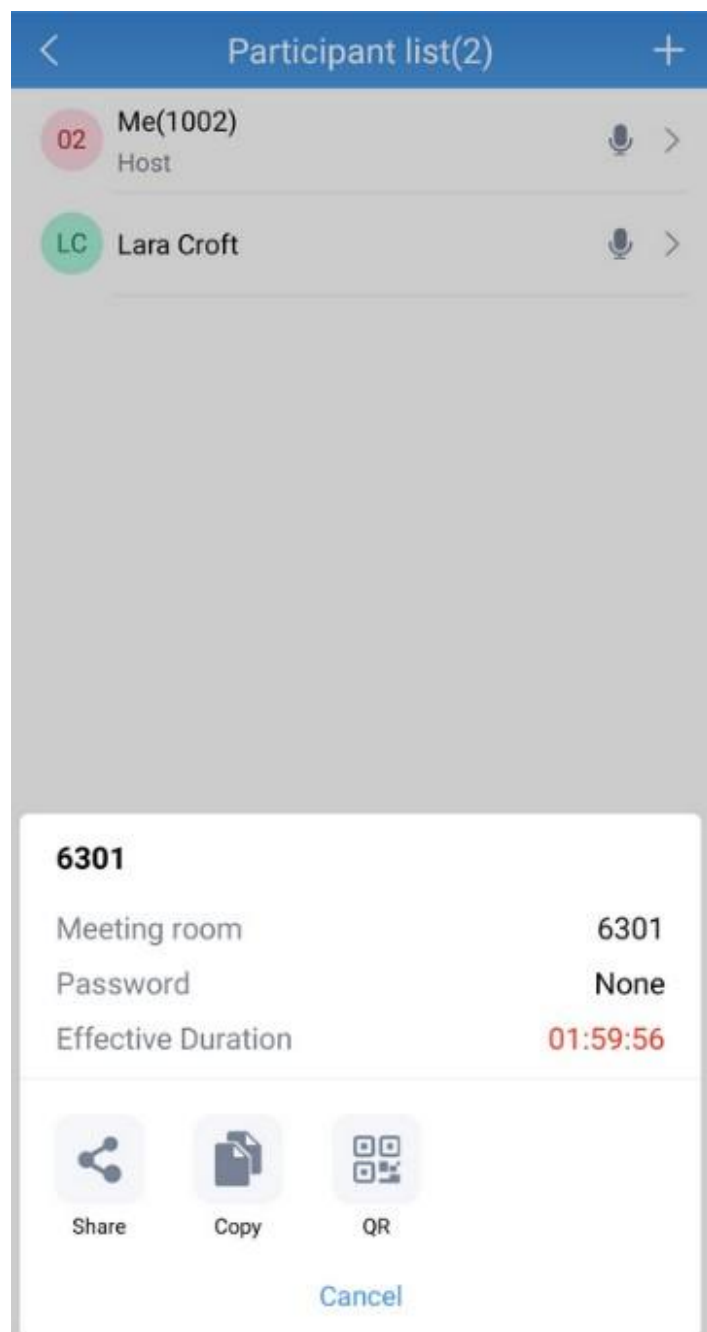 Participant list(2)
02
Me(1002)
Host
LC
Lara Croft
6301
Meeting room 6301
Password None
Effective Duration 01:59:56
Share Copy QR
Cancel